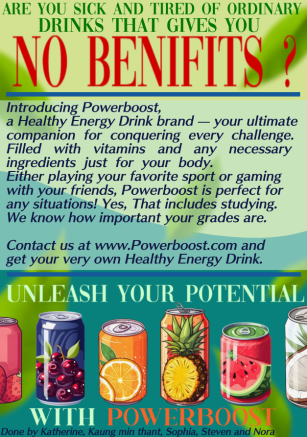 ARE YOU SICK AND TIRED OF ORDINARY
DRINKS THAT GIVES YOU
NO BENIFITS ?
Introducing Powerboost,
a Healthy Energy Drink brand — your ultimate
companion for conquering every challenge.
Filled with vitamins and any necessary
ingredients just for your body.
Either playing your favorite sport or gaming
with your friends, Powerboost is perfect for
any situations! Yes, That includes studying.
We know how important your grades are.
Contact us at www.Powerboost.com and
get your very own Healthy Energy Drink.
UNLEASH YOUR POTENTIAL
WITH POWERBOOST
Done by Katherine, Kaung min thant, Sophia, Steven and Nora